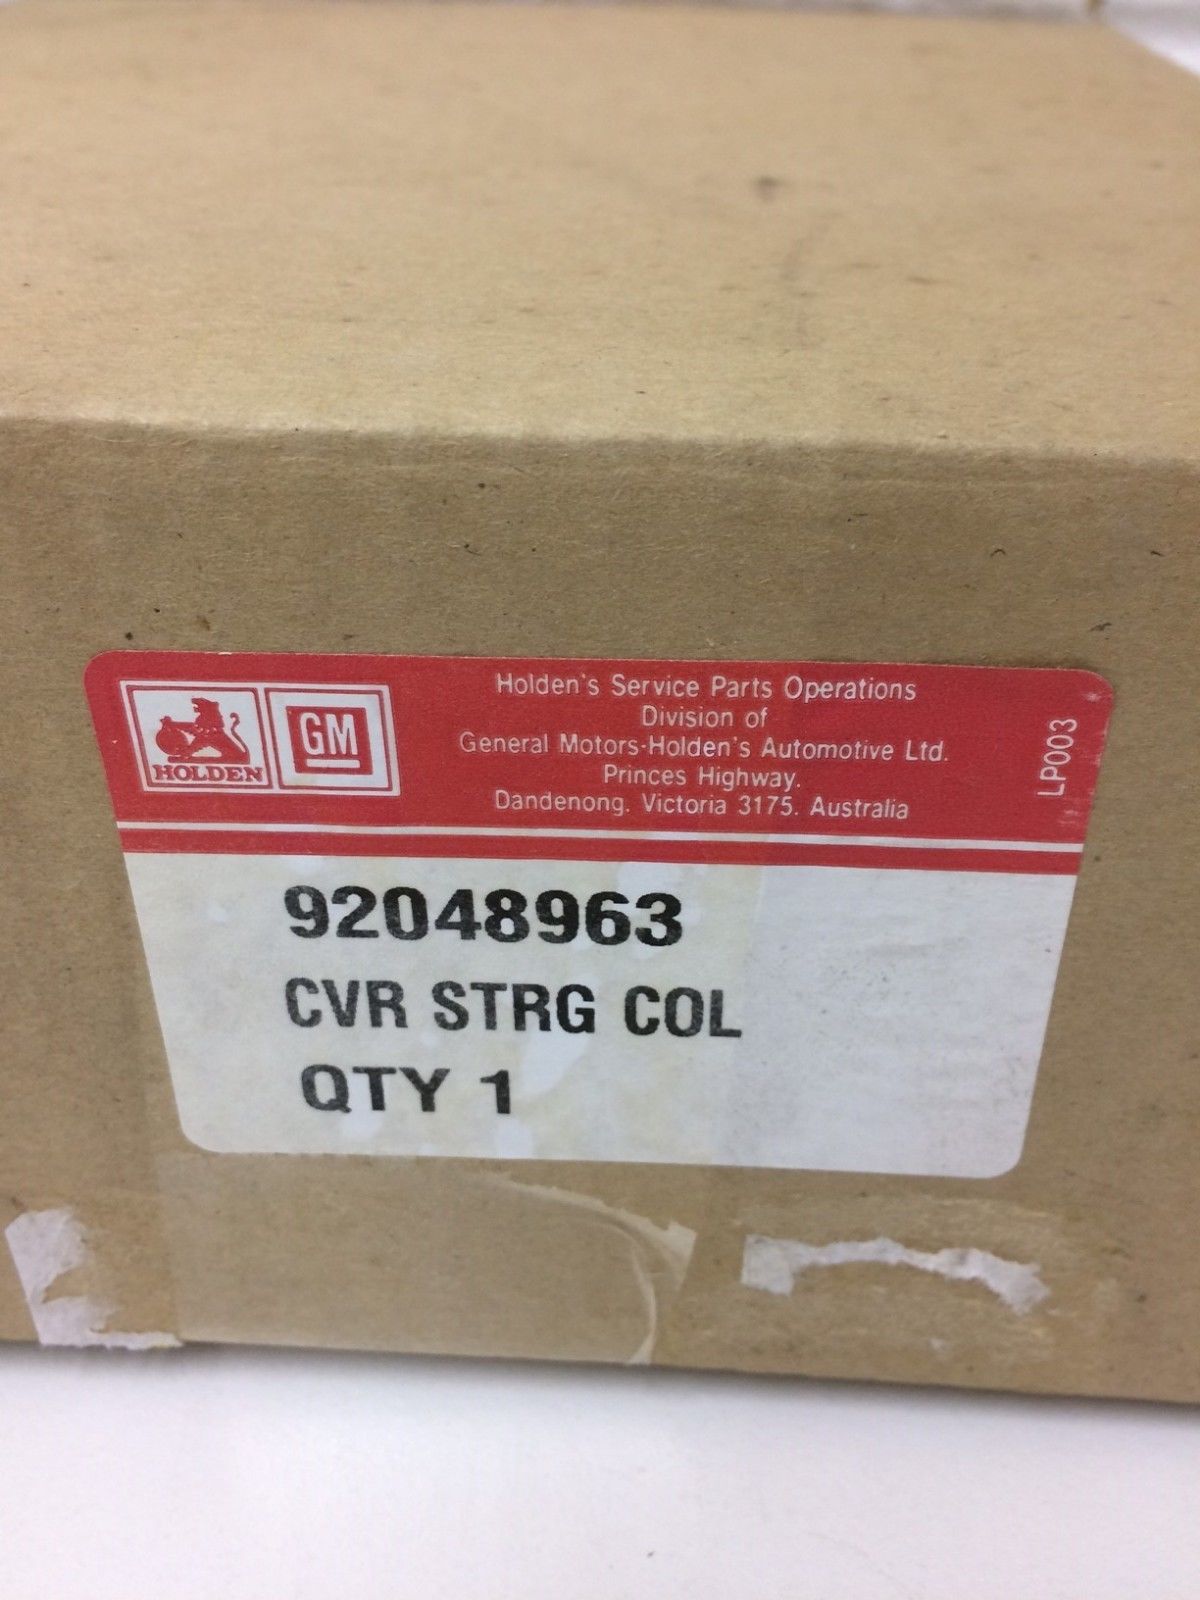 HOLDEN
GM
Holden's Service Parts Operations
Division of
General Motors-Holden's Automotive Ltd.
Princes Highway.
Dandenong. Victoria 3175. Australia
LP003
92048963
CVR STRG COL
QTY 1